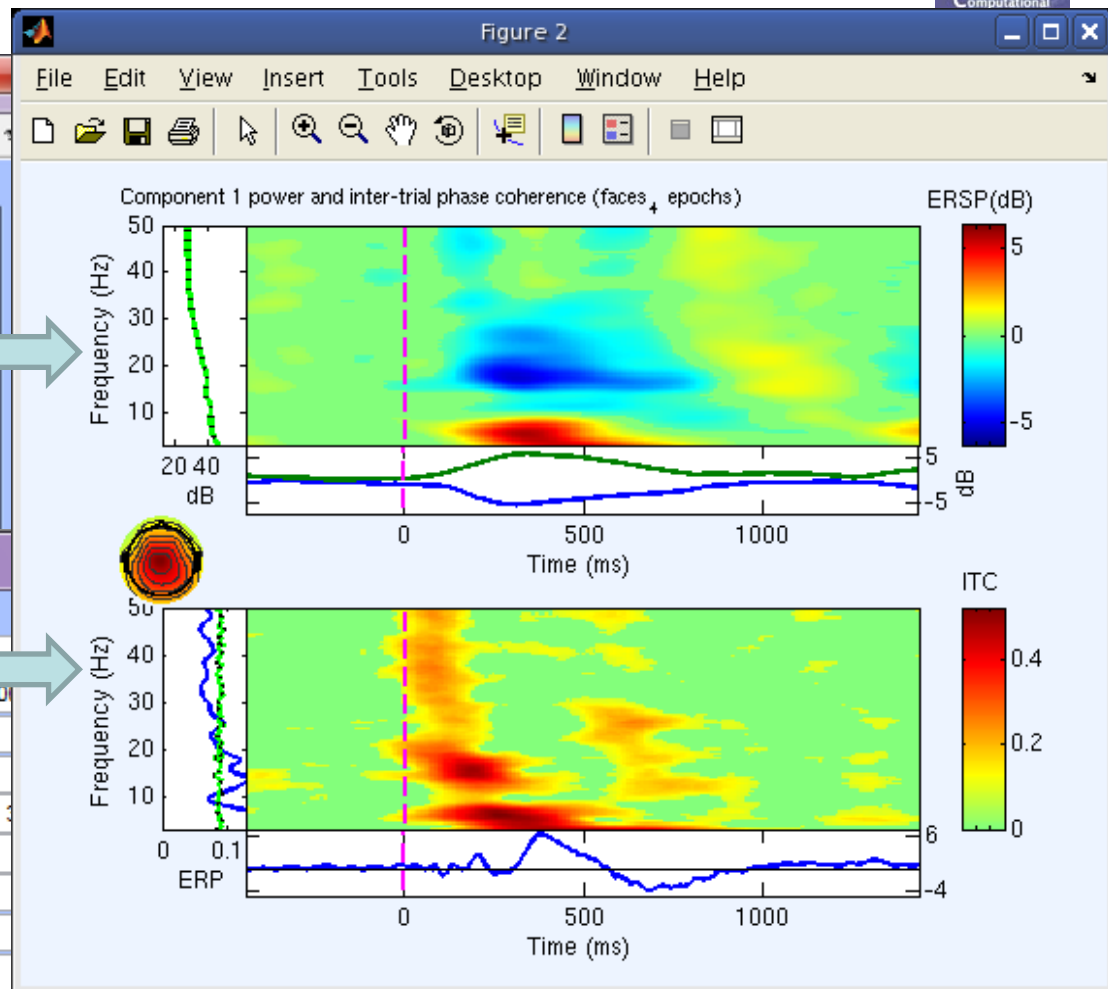 Computational
Figure 2
File Edit View Insert Tools Desktop Window Help
Component 1 power and inter-trial phase coherence (faces4 epochs)
ERSP(dB)
50
40
30
20
10
Frequency (Hz)
5
0
-5
20 40
dB
5
-5
dB
0 500 1000
Time (ms)
ITC
50
40
30
20
10
Frequency (Hz)
0.4
0.2
0
0 0.1
ERP
6
-4
0 500 1000
Time (ms)